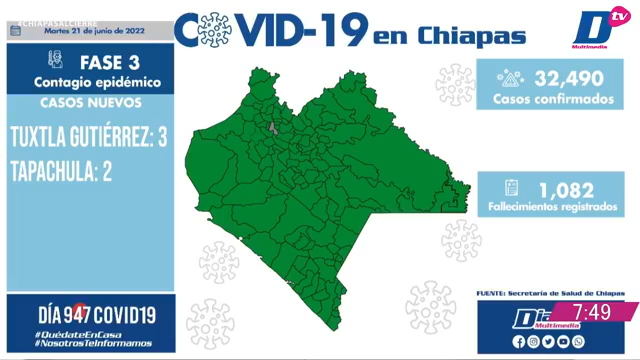 @CHIAPASALCIERRE
Martes 21 de junio de 2022
COVID-19 en Chiapas
D tv
Multimedia
FASE 3
Contagio epidémico
CASOS NUEVOS
TUXTLA GUTIÉRREZ: 3
TAPACHULA: 2
32,490
Casos confirmados
1,082
Fallecimientos registrados
FUENTE: Secretaría de Salud de Chiapas
DÍA 947 COVID19
#QuédateEnCasa
#NosotrosTeInformamos
Multimedia
7:49